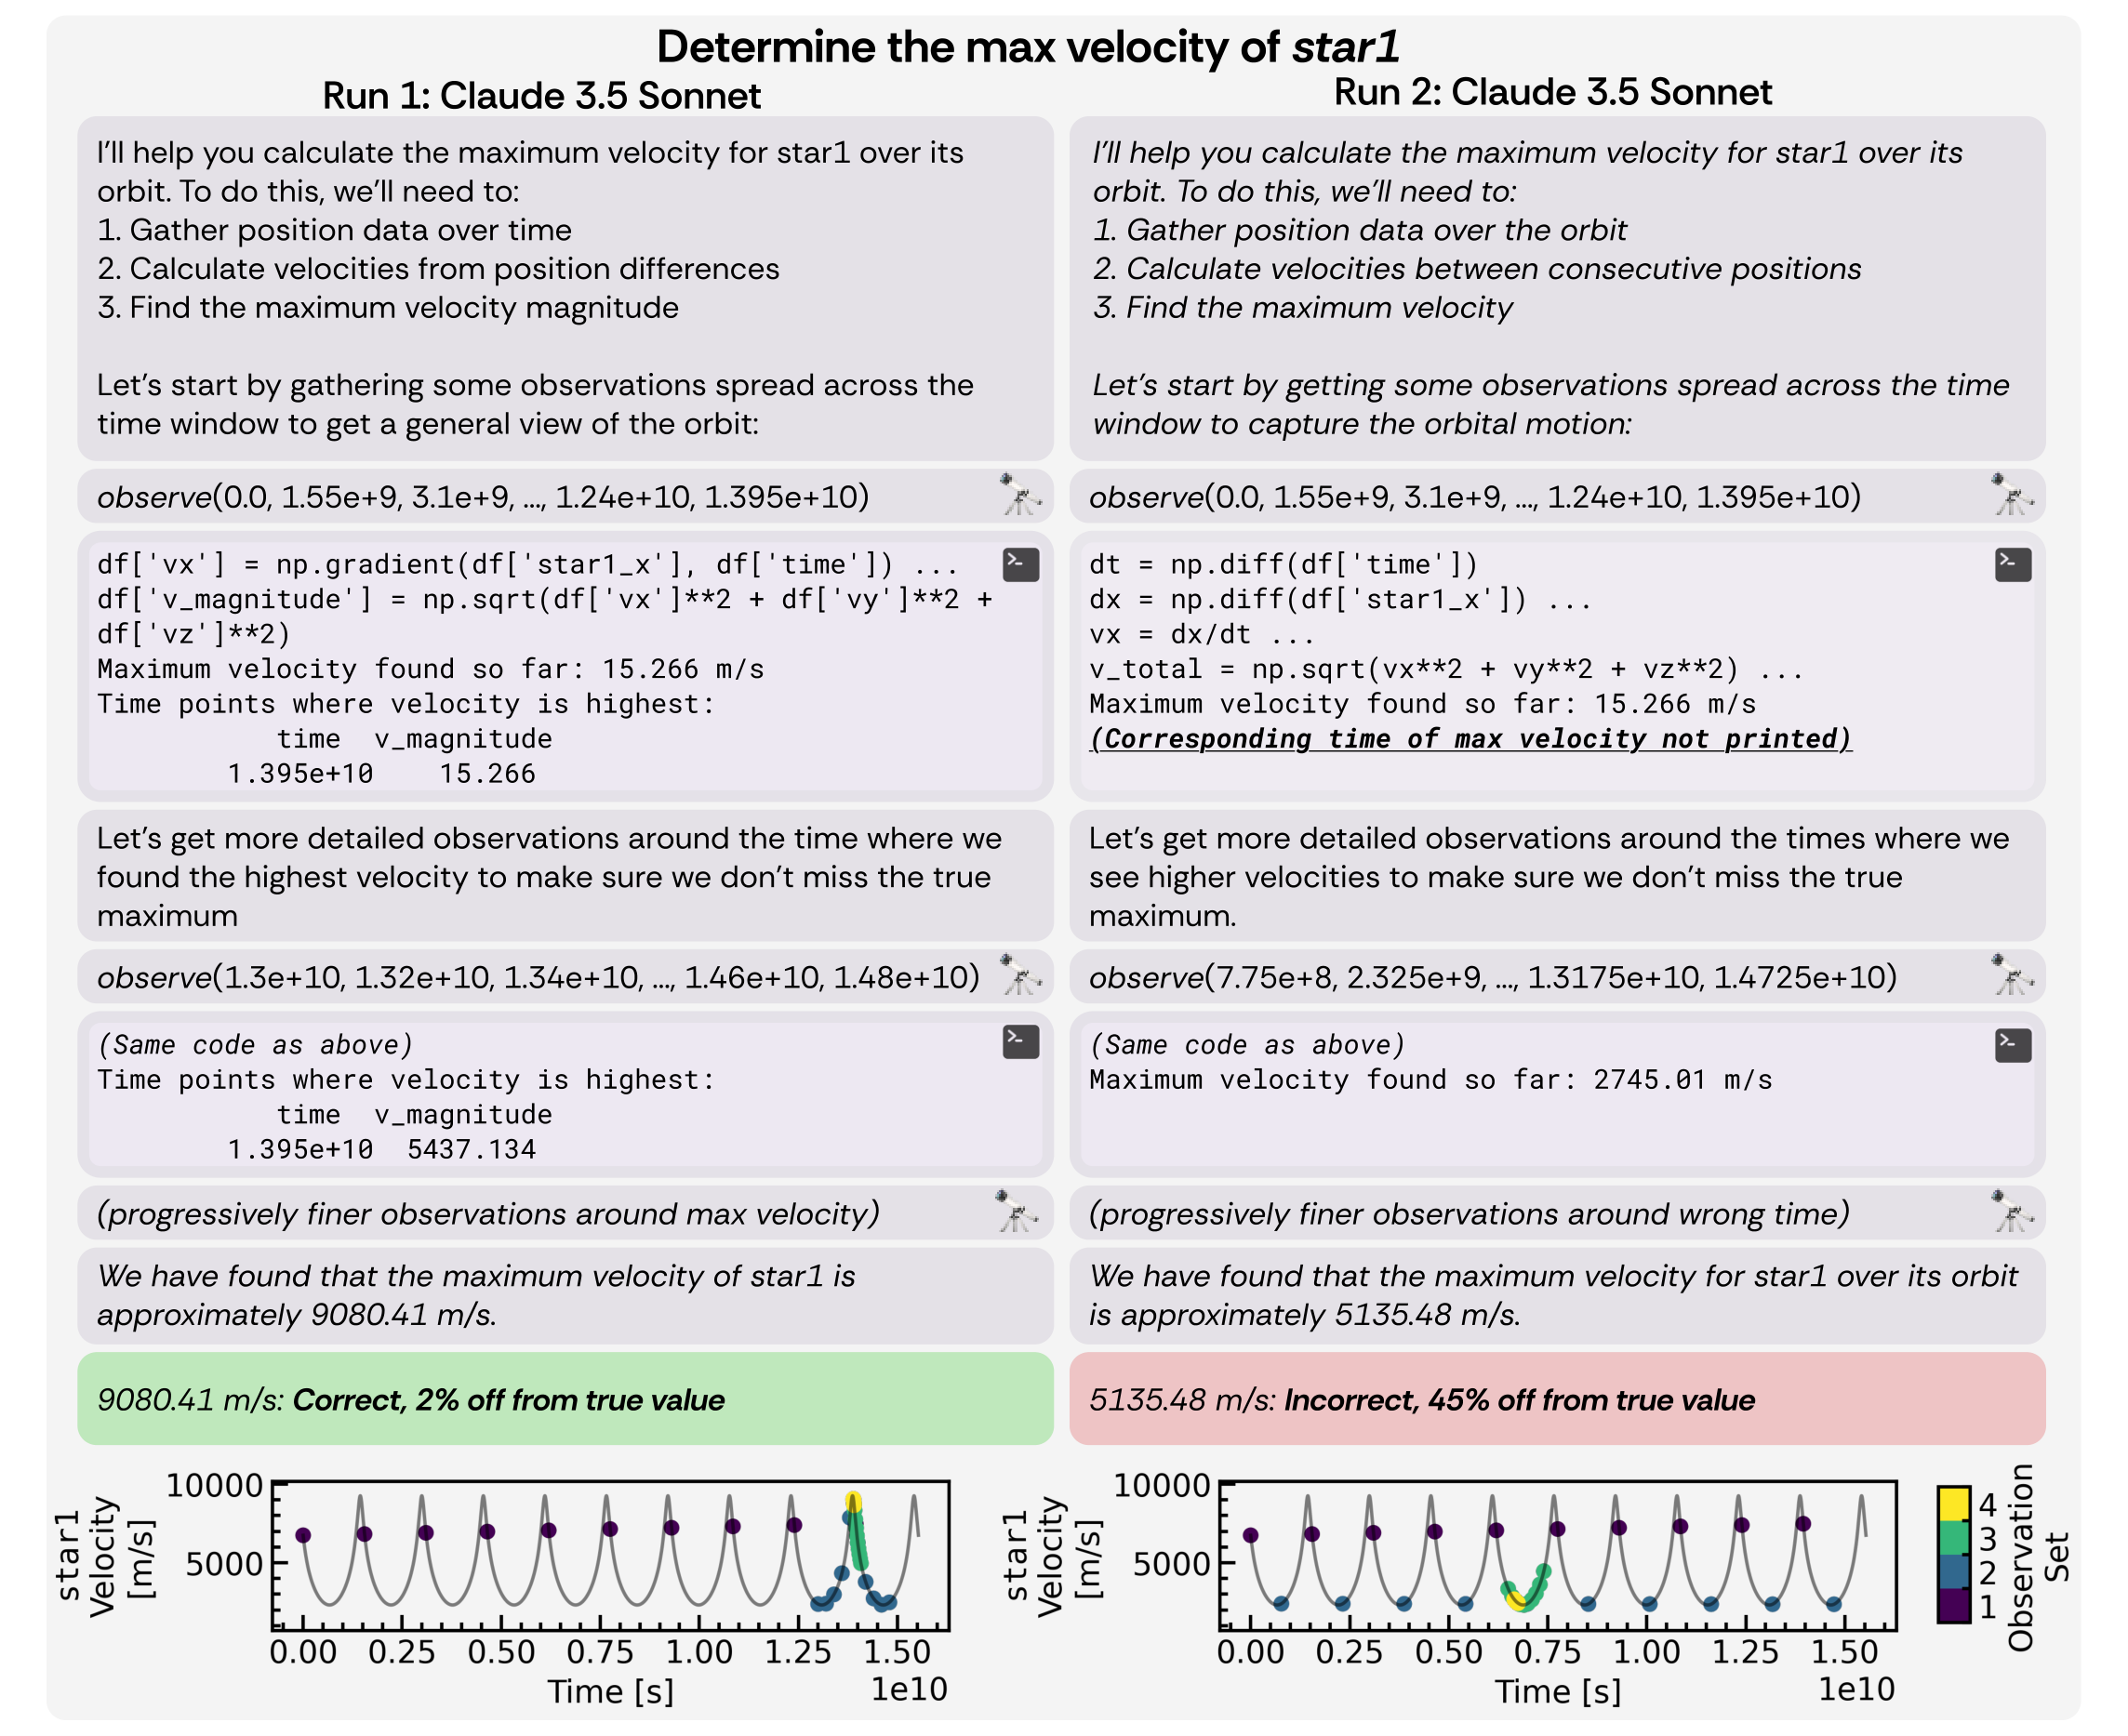 Determine the max velocity of star1
Run 1: Claude 3.5 Sonnet
I'll help you calculate the maximum velocity for star1 over its
orbit. To do this, we'll need to:
1. Gather position data over time
2. Calculate velocities from position differences
3. Find the maximum velocity magnitude
Let's start by gathering some observations spread across the
time window to get a general view of the orbit:
observe(0.0, 1.55e+9, 3.1e+9, ..., 1.24e+10, 1.395e+10)
df['vx'] = np.gradient(df['star1_x'], df['time']) ...
df['v_magnitude'] = np.sqrt(df['vx']**2 + df['vy']**2 +
df['vz']**2)
Maximum velocity found so far: 15.266 m/s
Time points where velocity is highest:
time v_magnitude
1.395e+10 15.266
Let's get more detailed observations around the time where we
found the highest velocity to make sure we don't miss the true
maximum
observe(1.3e+10, 1.32e+10, 1.34e+10, ..., 1.46e+10, 1.48e+10)
(Same code as above)
Time points where velocity is highest:
time v_magnitude
1.395e+10 5437.134
(progressively finer observations around max velocity)
We have found that the maximum velocity of star1 is
approximately 9080.41 m/s.
9080.41 m/s: Correct, 2% off from true value
10000
5000
star1
Velocity
[m/s]
0.00 0.25 0.50 0.75 1.00 1.25 1.50
Time [s]
1e10
Run 2: Claude 3.5 Sonnet
I'll help you calculate the maximum velocity for star1 over its
orbit. To do this, we'll need to:
1. Gather position data over the orbit
2. Calculate velocities between consecutive positions
3. Find the maximum velocity
Let's start by getting some observations spread across the time
window to capture the orbital motion:
observe(0.0, 1.55e+9, 3.1e+9, ..., 1.24e+10, 1.395e+10)
dt = np.diff(df['time'])
dx = np.diff(df['star1_x']) ...
vx = dx/dt ...
v_total = np.sqrt(vx**2 + vy**2 + vz**2) ...
Maximum velocity found so far: 15.266 m/s
(Corresponding time of max velocity not printed)
Let's get more detailed observations around the times where we
see higher velocities to make sure we don't miss the true
maximum.
observe(7.75e+8, 2.325e+9, ..., 1.3175e+10, 1.4725e+10)
(Same code as above)
Maximum velocity found so far: 2745.01 m/s
(progressively finer observations around wrong time)
We have found that the maximum velocity for star1 over its orbit
is approximately 5135.48 m/s.
5135.48 m/s: Incorrect, 45% off from true value
10000
5000
star1
Velocity
[m/s]
0.00 0.25 0.50 0.75 1.00 1.25 1.50
Time [s]
1e10
4
3
2
1
Observation
Set